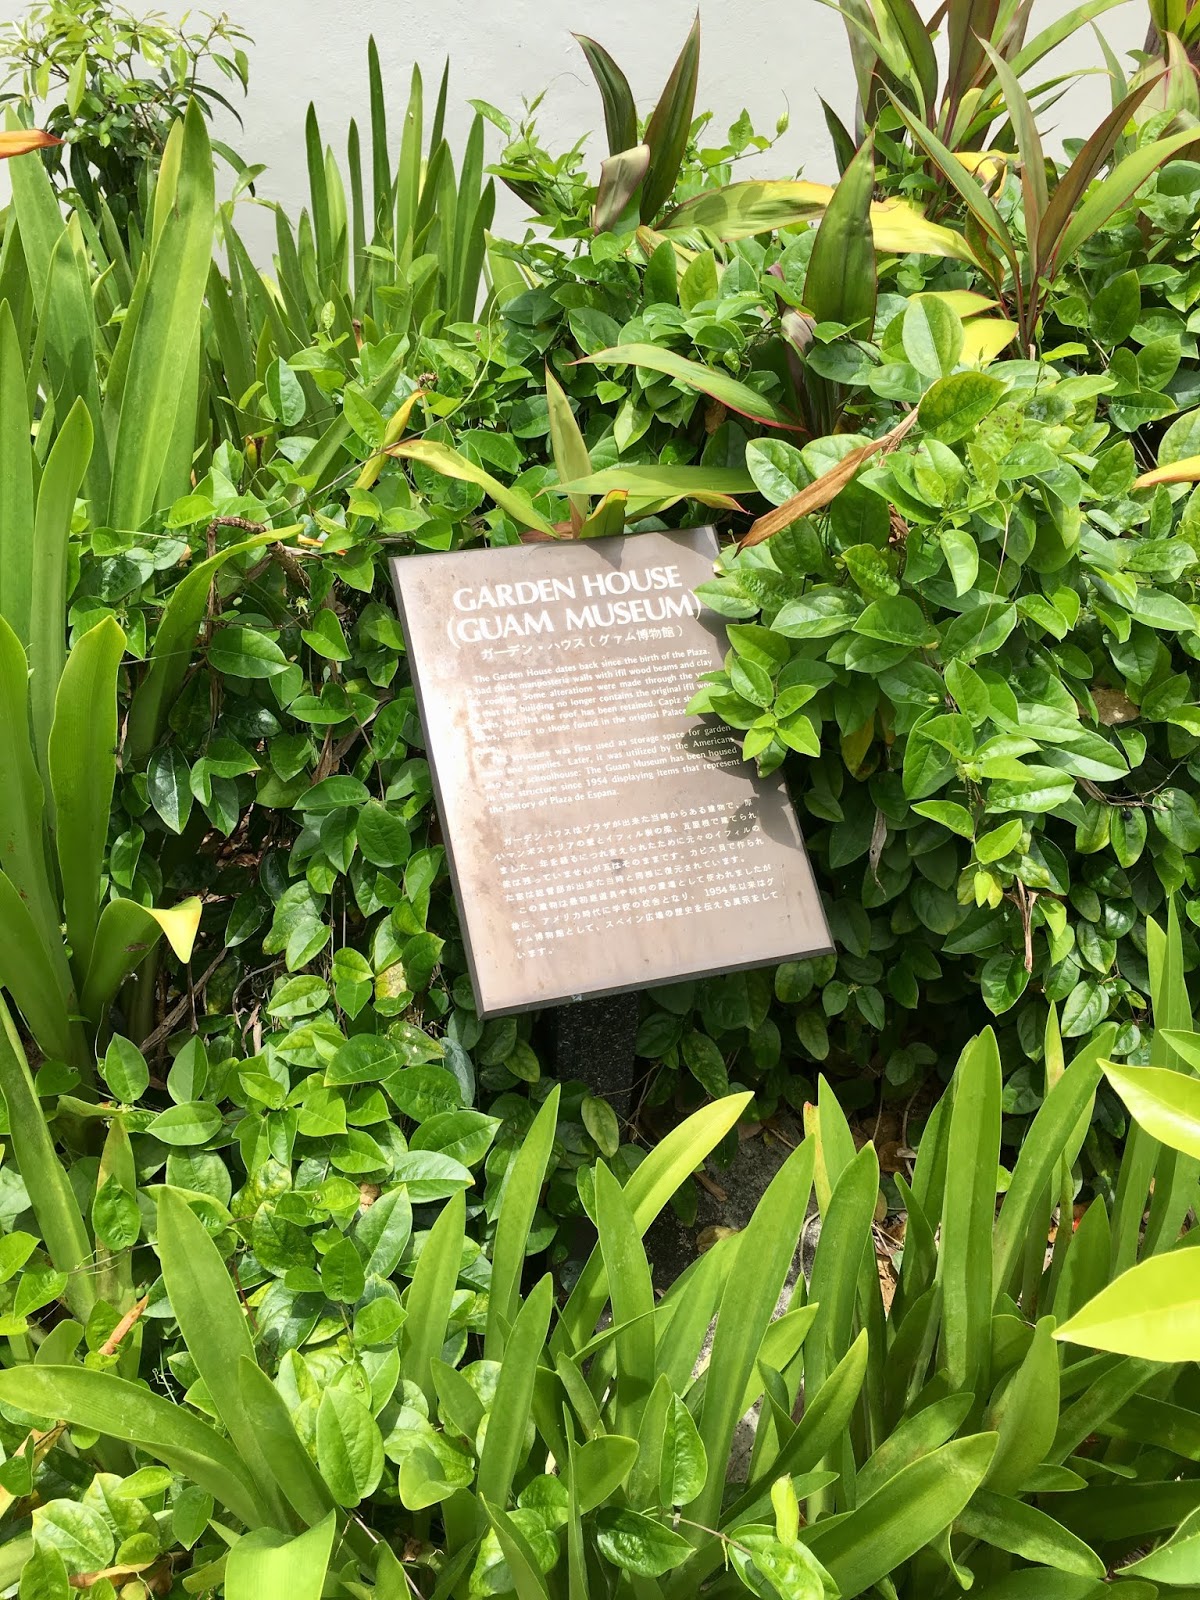 GARDEN HOUSE
(GUAM MUSEUM)
ガーデン・ハウス(グァム博物館)
The Garden House dates back since the birth of the Plaza.
had thick mamposteria walls with ifil wood beams and clay
Some alterations were made through the
that the building no longer contains the original ifil
but the tile roof has been retained. Capiz
similar to these found in the original Palace
structure was first used as storage space for garden
and supplies. Later, it was utilized by the Americans
as a schoolhouse. The Guam Museum has been housed
in the structure since 1954 displaying items that represent
the history of Plaza de Espana.
ガーデンハウスはプラザが出来た当時からある建物で、厚
いマンポステリアの壁とイフィル製の梁、瓦屋根で建てられ
ました。年を経るにつれ変えられたために元々のイフィルの
梁は残っていませんが瓦はそのままです。カピス貝で作られ
た窓は総督邸が出来た当時と同様に復元されています。
この建物は最初庭道具や材料の倉庫として使われましたが
後に、アメリカ時代に学校の校舎となり、1954年以来はグ
ァム博物館として、スペイン広場の歴史を伝える展示をして
います。